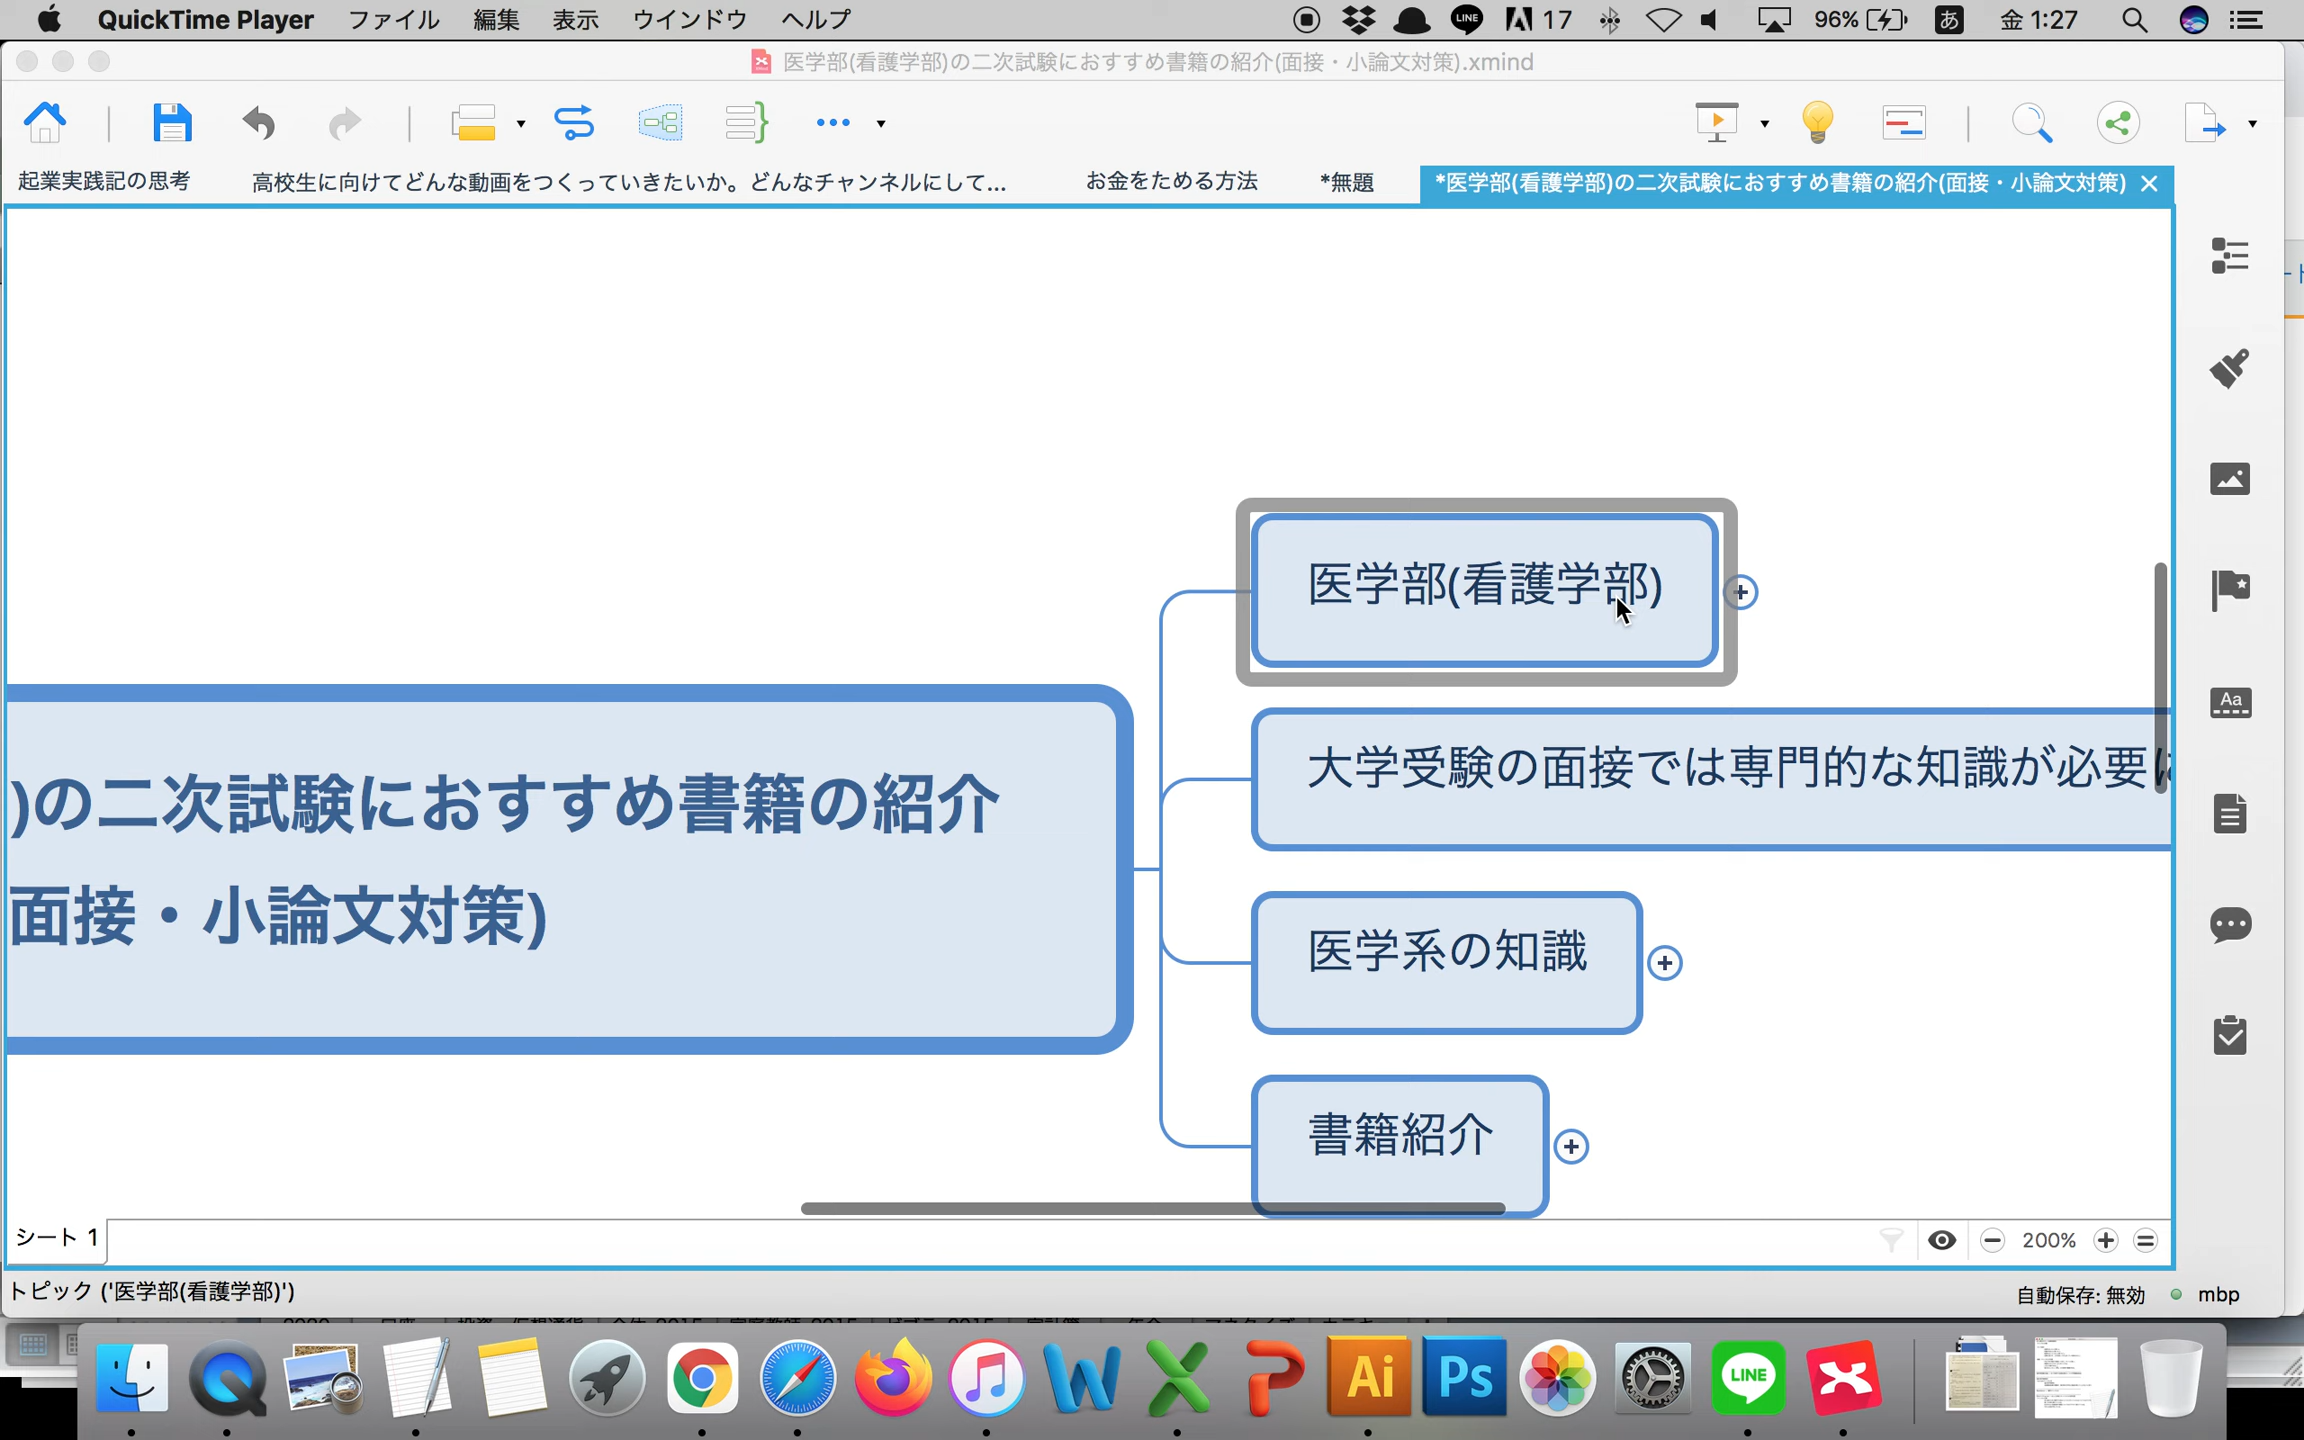 QuickTime Player ファイル 編集 表示 ウインドウ ヘルプ LINE 17 96% あ 金 1:27
医学部(看護学部)の二次試験におすすめ書籍の紹介(面接・小論文対策).xmind
起業実践記の思考 高校生に向けてどんな動画をつくっていきたいか。どんなチャンネルにして... お金をためる方法 *無題 *医学部(看護学部)の二次試験におすすめ書籍の紹介(面接・小論文対策)
医学部(看護学部)
大学受験の面接では専門的な知識が必要に
)の二次試験におすすめ書籍の紹介
面接・小論文対策)
医学系の知識
書籍紹介
Aa
シート 1
200%
トピック ('医学部(看護学部)')
自動保存: 無効 mbp
Ai
Ps
LINE